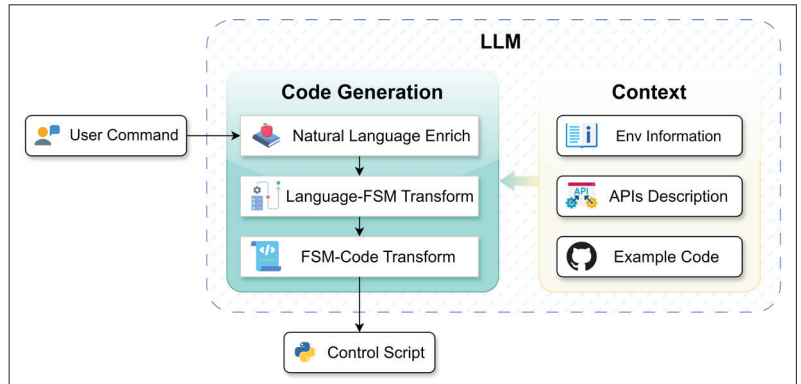 LLM
Code Generation
Context
User Command
Natural Language Enrich
Env Information
Language-FSM Transform
API
APIs Description
FSM-Code Transform
Example Code
Control Script